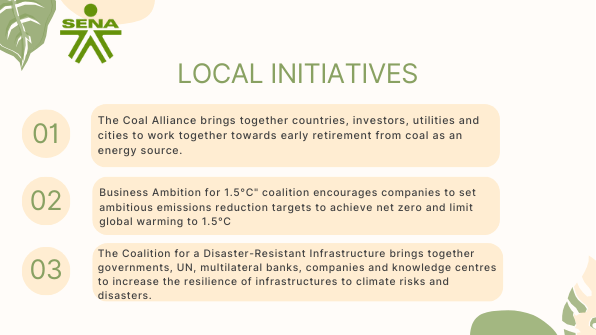 SENA
LOCAL INITIATIVES
01
The Coal Alliance brings together countries, investors, utilities and
cities to work together towards early retirement from coal as an
energy source.
02
Business Ambition for 1.5°C" coalition encourages companies to set
ambitious emissions reduction targets to achieve net zero and limit
global warming to 1.5°C
03
The Coalition for a Disaster-Resistant Infrastructure brings together
governments, UN, multilateral banks, companies and knowledge centres
to increase the resilience of infrastructures to climate risks and
disasters.